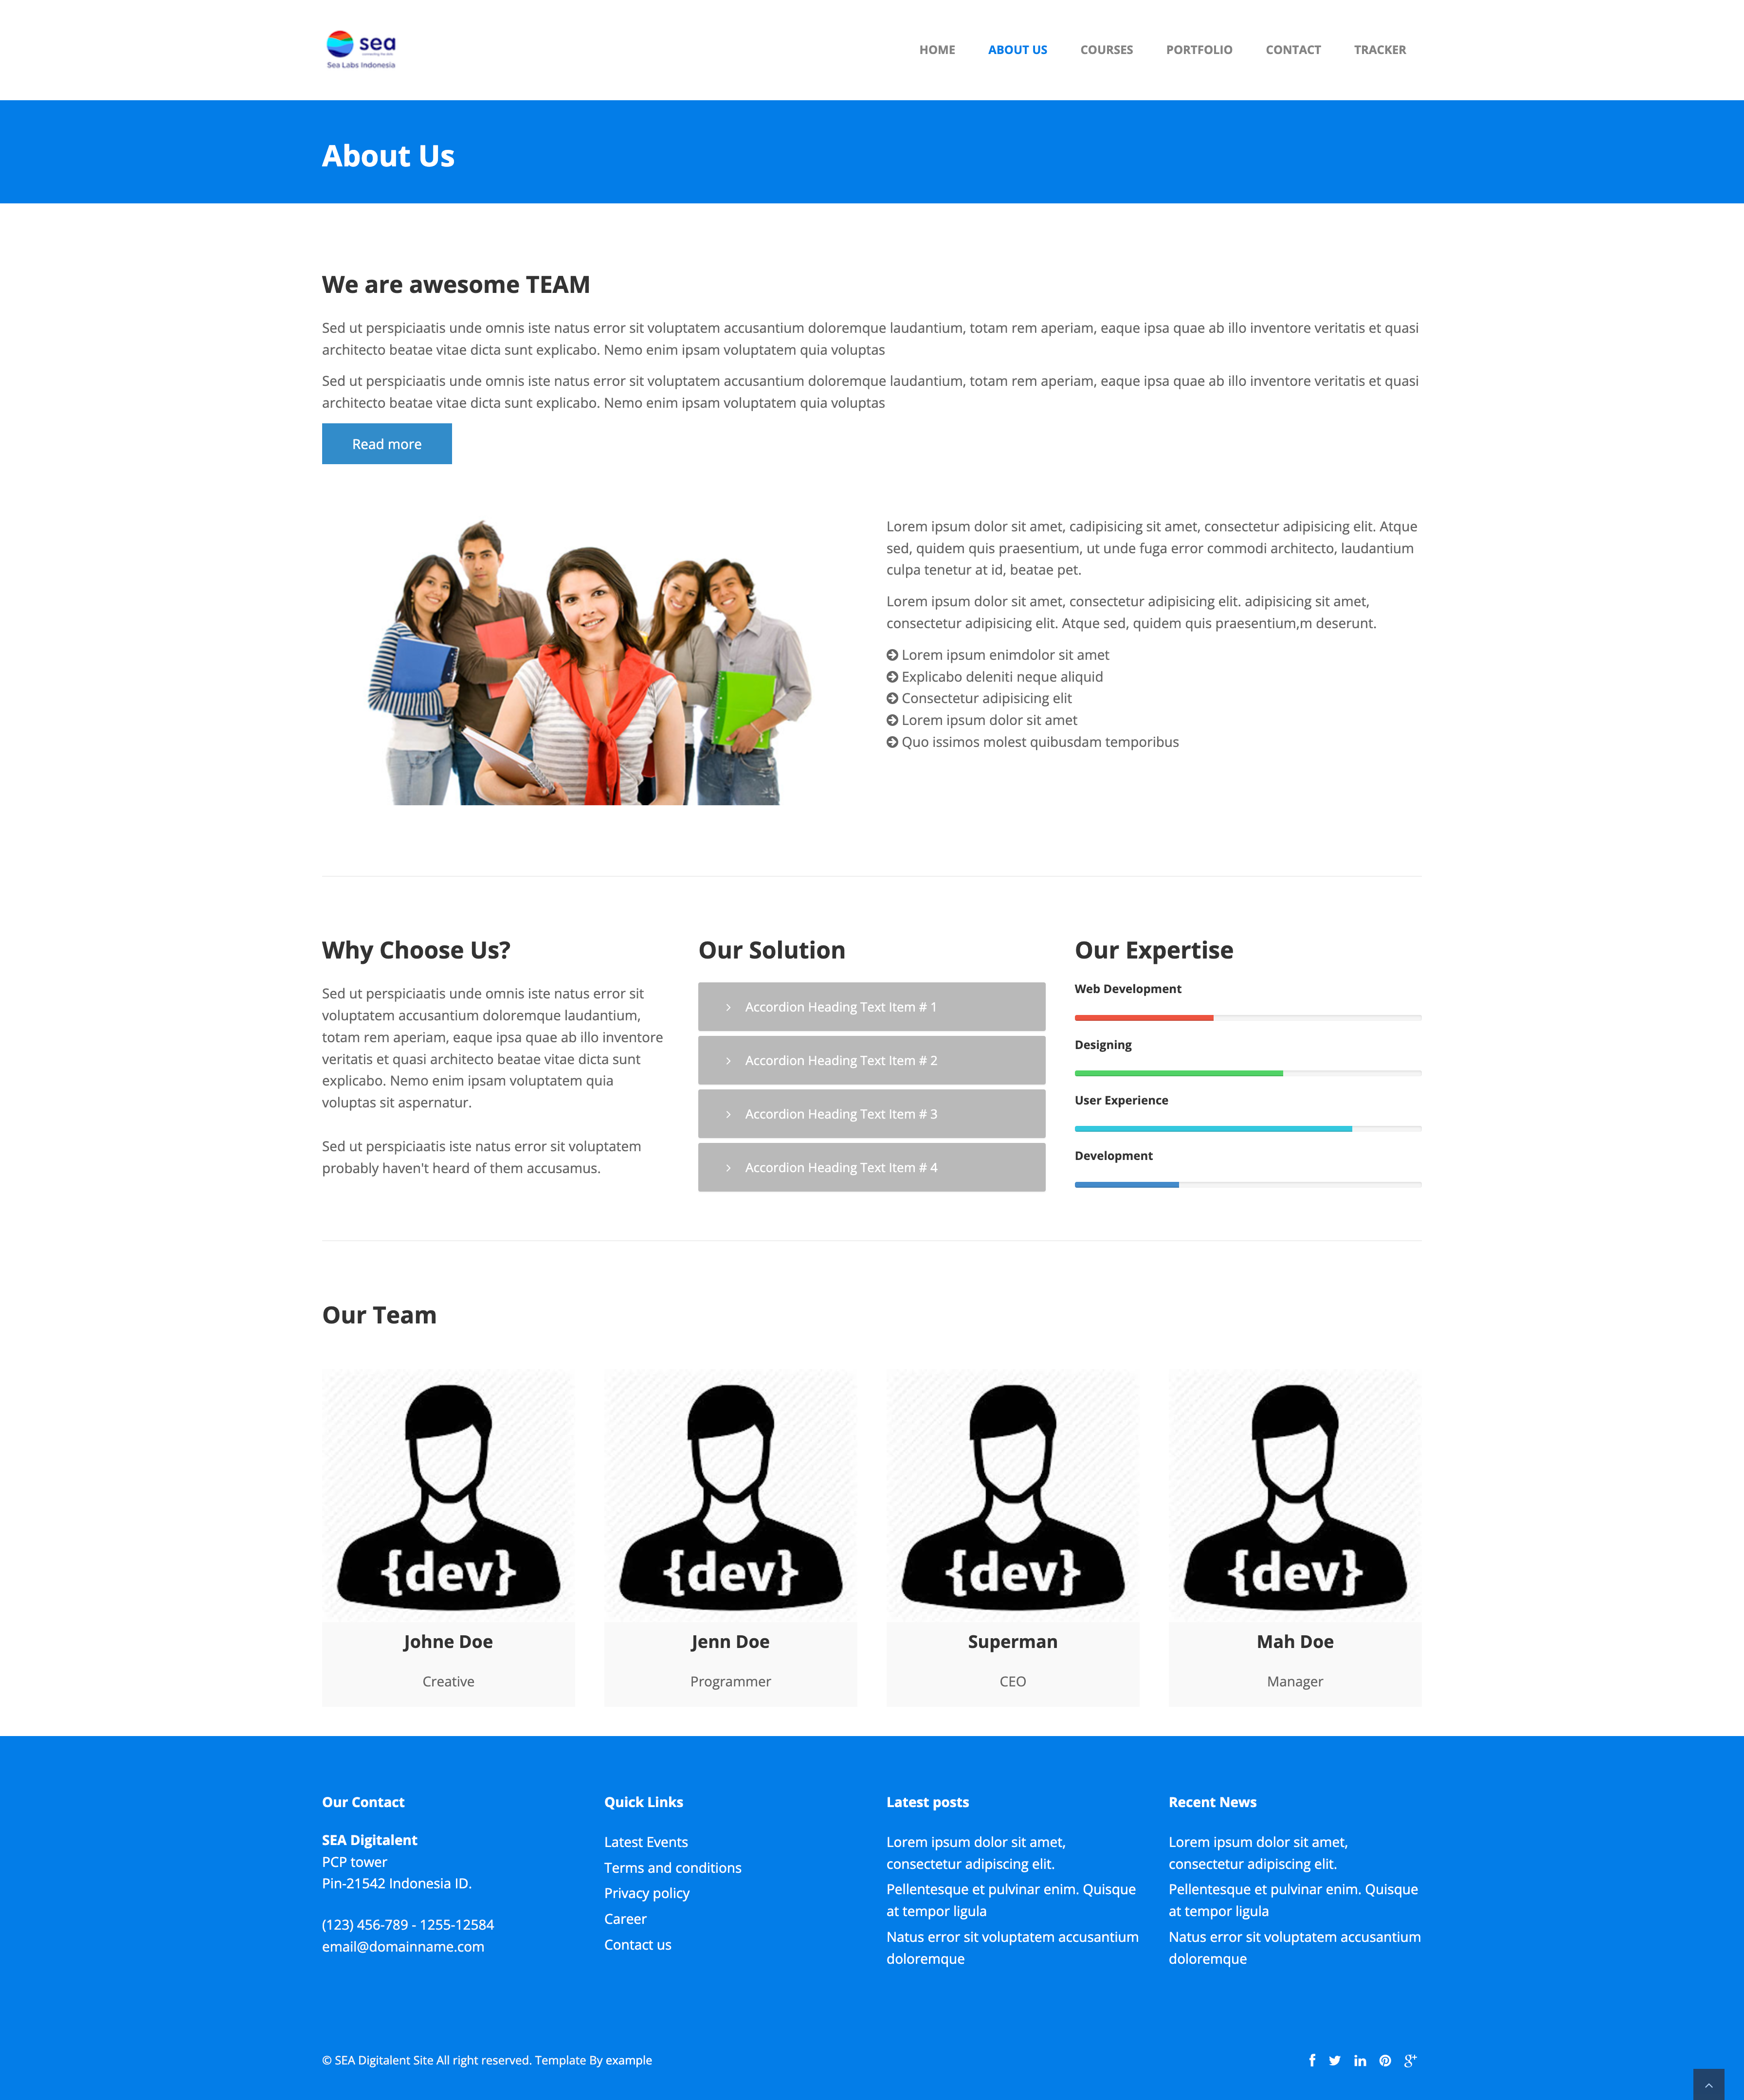 sea
Sea Labs Indonesia
HOME ABOUT US COURSES PORTFOLIO CONTACT TRACKER
About Us
We are awesome TEAM
Sed ut perspiciaatis unde omnis iste natus error sit voluptatem accusantium doloremque laudantium, totam rem aperiam, eaque ipsa quae ab illo inventore veritatis et quasi
architecto beatae vitae dicta sunt explicabo. Nemo enim ipsam voluptatem quia voluptas
Sed ut perspiciaatis unde omnis iste natus error sit voluptatem accusantium doloremque laudantium, totam rem aperiam, eaque ipsa quae ab illo inventore veritatis et quasi
architecto beatae vitae dicta sunt explicabo. Nemo enim ipsam voluptatem quia voluptas
Read more
Lorem ipsum dolor sit amet, cadipisicing sit amet, consectetur adipisicing elit. Atque
sed, quidem quis praesentium, ut unde fuga error commodi architecto, laudantium
culpa tenetur at id, beatae pet.
Lorem ipsum dolor sit amet, consectetur adipisicing elit. adipisicing sit amet,
consectetur adipisicing elit. Atque sed, quidem quis praesentium,m deserunt.
Lorem ipsum enimdolor sit amet
Explicabo deleniti neque aliquid
Consectetur adipisicing elit
Lorem ipsum dolor sit amet
Quo issimos molest quibusdam temporibus
Why Choose Us?
Sed ut perspiciaatis unde omnis iste natus error sit
voluptatem accusantium doloremque laudantium,
totam rem aperiam, eaque ipsa quae ab illo inventore
veritatis et quasi architecto beatae vitae dicta sunt
explicabo. Nemo enim ipsam voluptatem quia
voluptas sit aspernatur.
Sed ut perspiciaatis iste natus error sit voluptatem
probably haven't heard of them accusamus.
Our Solution
Accordion Heading Text Item # 1
Accordion Heading Text Item # 2
Accordion Heading Text Item # 3
Accordion Heading Text Item # 4
Our Expertise
Web Development
Designing
User Experience
Development
Our Team
{dev}
Johne Doe
Creative
{dev}
Jenn Doe
Programmer
{dev}
Superman
CEO
{dev}
Mah Doe
Manager
Our Contact
SEA Digitalent
PCP tower
Pin-21542 Indonesia ID.
(123) 456-789 - 1255-12584
email@domainname.com
Quick Links
Latest Events
Terms and conditions
Privacy policy
Career
Contact us
Latest posts
Lorem ipsum dolor sit amet,
consectetur adipiscing elit.
Pellentesque et pulvinar enim. Quisque
at tempor ligula
Natus error sit voluptatem accusantium
doloremque
Recent News
Lorem ipsum dolor sit amet,
consectetur adipiscing elit.
Pellentesque et pulvinar enim. Quisque
at tempor ligula
Natus error sit voluptatem accusantium
doloremque
© SEA Digitalent Site All right reserved. Template By example